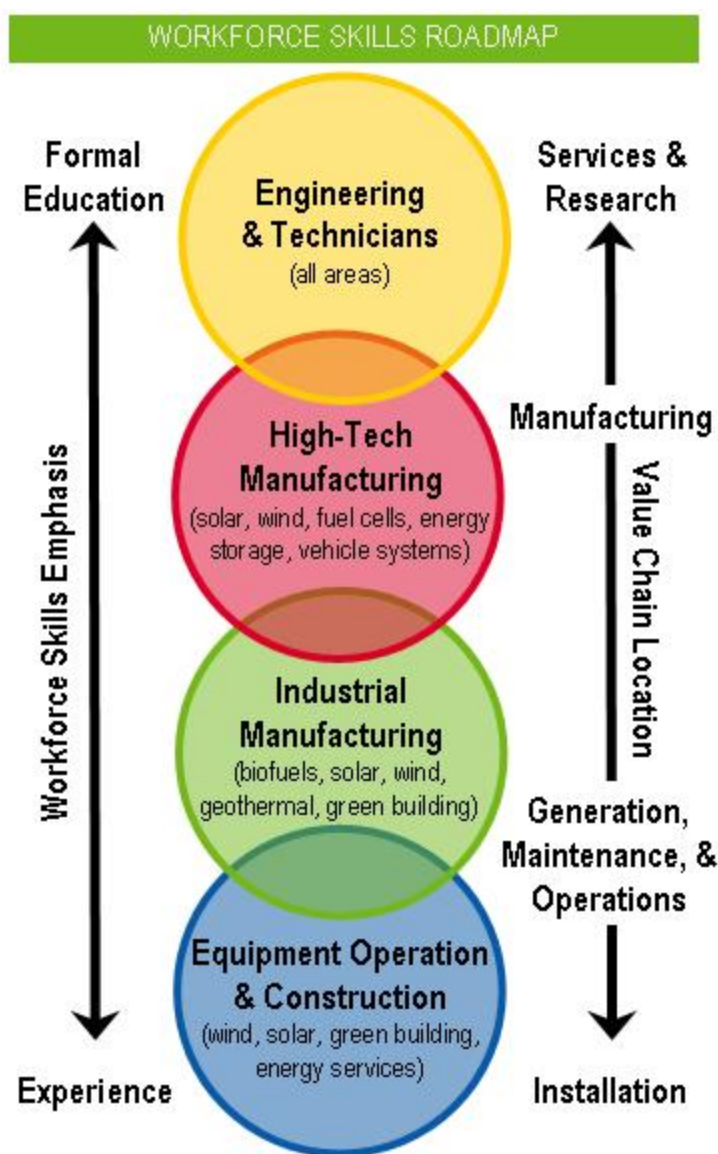 WORKFORCE SKILLS ROADMAP
Formal
Education
Workforce Skills Emphasis
Experience
Engineering
& Technicians
(all areas)
High-Tech
Manufacturing
(solar, wind, fuel cells, energy
storage, vehicle systems)
Industrial
Manufacturing
(biofuels, solar, wind,
geothermal, green building)
Equipment Operation
& Construction
(wind, solar, green building,
energy services)
Services &
Research
Manufacturing
Value Chain Location
Generation,
Maintenance, &
Operations
Installation